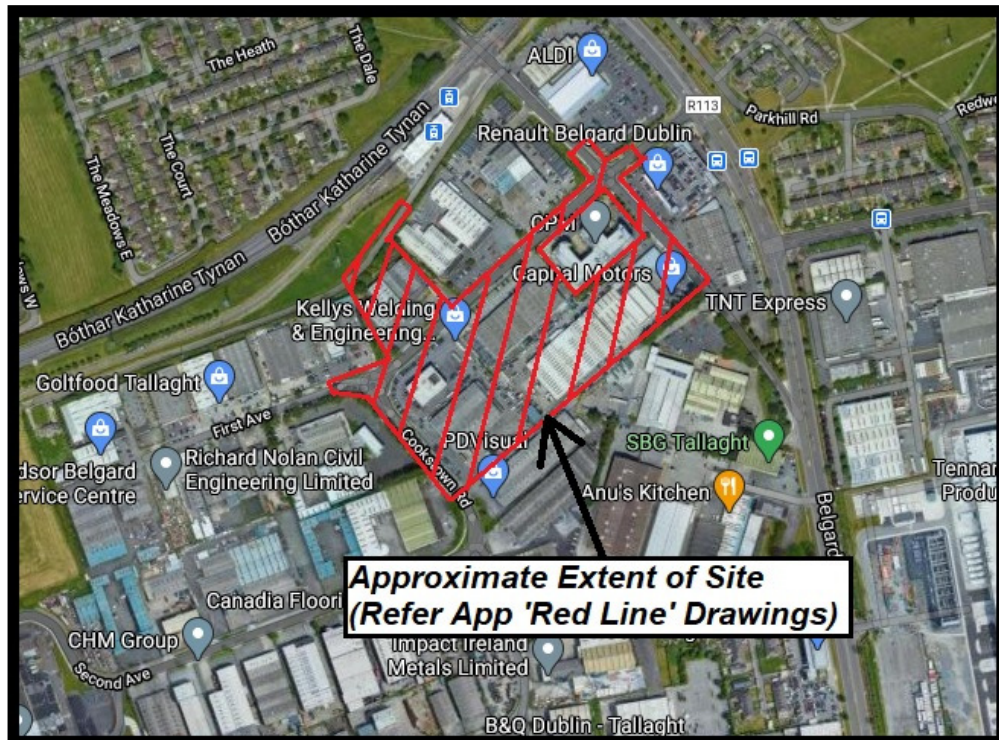 The Heath
The Dale
ALDI
Bóthar Katharine Tynan
R113
Parkhill Rd
Redw
The Court
The Meadows E
Renault Belgard Dublin
CPM
Bóthar Katharine Tynan
Capital Motors
ows W
Kellys Welding
& Engineering...
TNT Express
Goltfood Tallaght
First Ave
Cookstown Rd
PDVisual
SBG Tallaght
dsor Belgard
ervice Centre
Richard Nolan Civil
Engineering Limited
Anu's Kitchen
Tennan
Produ
Belgard
Approximate Extent of Site
(Refer App 'Red Line' Drawings)
Canadia Floori
CHM Group
Impact Ireland
Metals Limited
Second Ave
B&Q Dublin - Tallaght